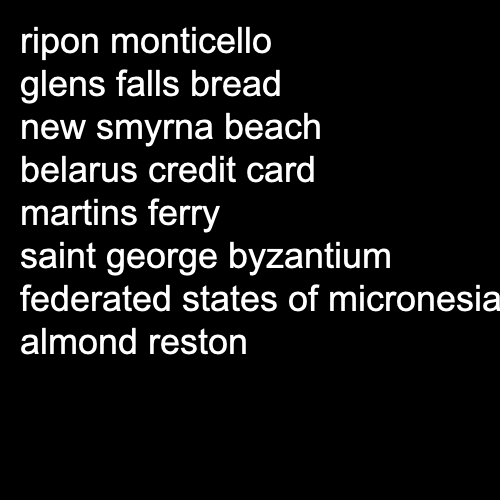 ripon monticello
glens falls bread
new smyrna beach
belarus credit card
martins ferry
saint george byzantium
federated states of micronesia
almond reston